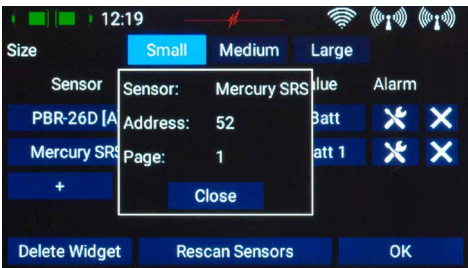 12:19
Size Small Medium Large
Sensor Alarm
PBR-26D [A Batt
Mercury SRS att 1
+
Sensor: Mercury SRS
Address: 52
Page: 1
Close
Delete Widget Rescan Sensors OK